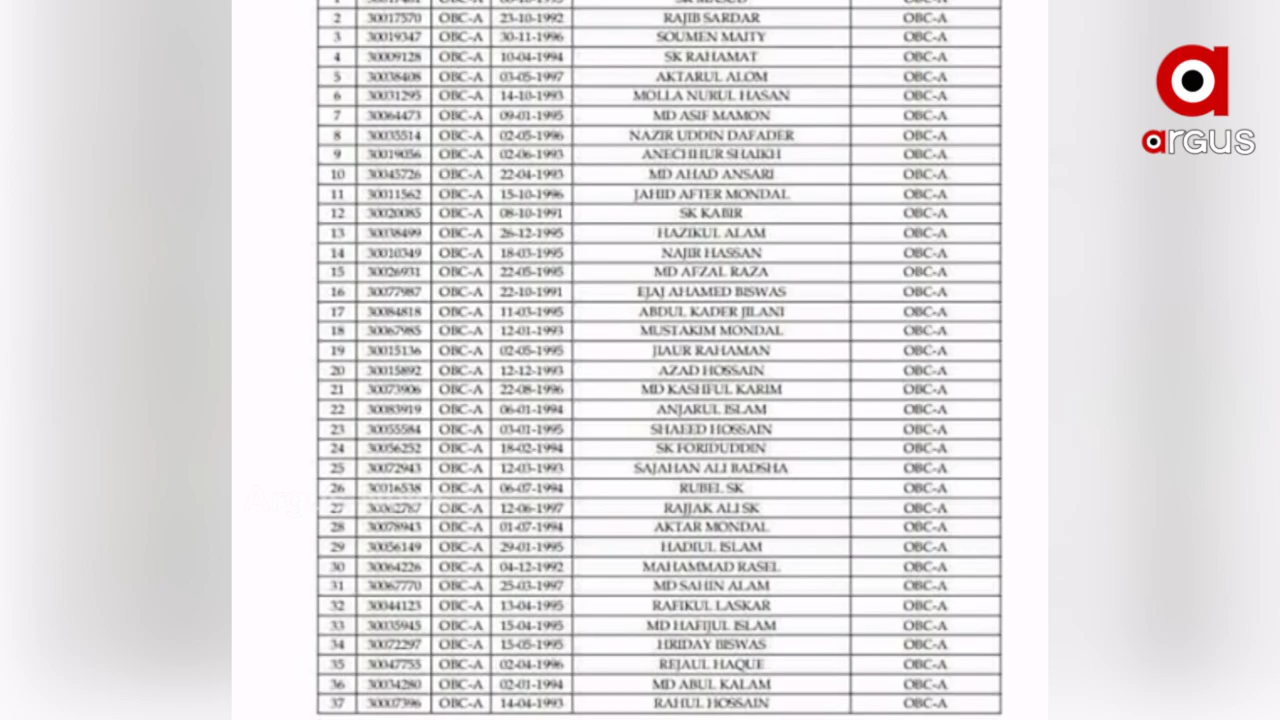 2 30017570 OBC-A 23-10-1992 RAJIB SARDAR OBC-A
3 30019347 OBC-A 30-11-1996 SOUMEN MAITY OBC-A
4 30009128 OBC-A 10-04-1994 SK RAHAMAT OBC-A
5 30038408 OBC-A 03-05-1997 AKTARUL ALOM OBC-A
6 30031295 OBC-A 14-10-1993 MOLLA NURUL HASAN OBC-A
7 30064473 OBC-A 09-01-1995 MD ASIF MAMON OBC-A
8 30035514 OBC-A 02-05-1996 NAZIR UDDIN DAFADER OBC-A
9 30019056 OBC-A 02-06-1993 ANECHHUR SHAIKH OBC-A
10 30045726 OBC-A 22-04-1993 MD AHAD ANSARI OBC-A
11 30011562 OBC-A 15-10-1996 JAHID AFTER MONDAL OBC-A
12 30020085 OBC-A 08-10-1991 SK KABIR OBC-A
13 30038499 OBC-A 26-12-1995 HAZIKUL ALAM OBC-A
14 30010349 OBC-A 18-03-1995 NAJIR HASSAN OBC-A
15 30026931 OBC-A 22-05-1995 MD AFZAL RAZA OBC-A
16 30077987 OBC-A 22-10-1991 EJAJ AHAMED BISWAS OBC-A
17 30084818 OBC-A 11-03-1995 ABDUL KADER JILANI OBC-A
18 30067985 OBC-A 12-01-1993 MUSTAKIM MONDAL OBC-A
19 30015136 OBC-A 02-05-1995 JIAUR RAHAMAN OBC-A
20 30015892 OBC-A 12-12-1993 AZAD HOSSAIN OBC-A
21 30073906 OBC-A 22-08-1996 MD KASHFUL KARIM OBC-A
22 30083919 OBC-A 06-01-1994 ANJARUL ISLAM OBC-A
23 30055584 OBC-A 03-01-1995 SHAEED HOSSAIN OBC-A
24 30056252 OBC-A 18-02-1994 SK FORIDUDDIN OBC-A
25 30072943 OBC-A 12-03-1993 SAJAHAN ALI BADSHA OBC-A
26 30016538 OBC-A 06-07-1994 RUBEL SK OBC-A
27 30062787 OBC-A 12-06-1997 RAJJAK ALI SK OBC-A
28 30078943 OBC-A 01-07-1994 AKTAR MONDAL OBC-A
29 30056149 OBC-A 29-01-1995 HADIUL ISLAM OBC-A
30 30064226 OBC-A 04-12-1992 MAHAMMAD RASEL OBC-A
31 30067770 OBC-A 25-03-1997 MD SAHIN ALAM OBC-A
32 30044123 OBC-A 13-04-1995 RAFIKUL LASKAR OBC-A
33 30035945 OBC-A 15-04-1995 MD HAFIJUL ISLAM OBC-A
34 30072297 OBC-A 15-05-1995 HRIDAY BISWAS OBC-A
35 30047755 OBC-A 02-04-1996 REJAUL HAQUE OBC-A
36 30034280 OBC-A 02-01-1994 MD ABUL KALAM OBC-A
37 30007396 OBC-A 14-04-1993 RAHUL HOSSAIN OBC-A
argus